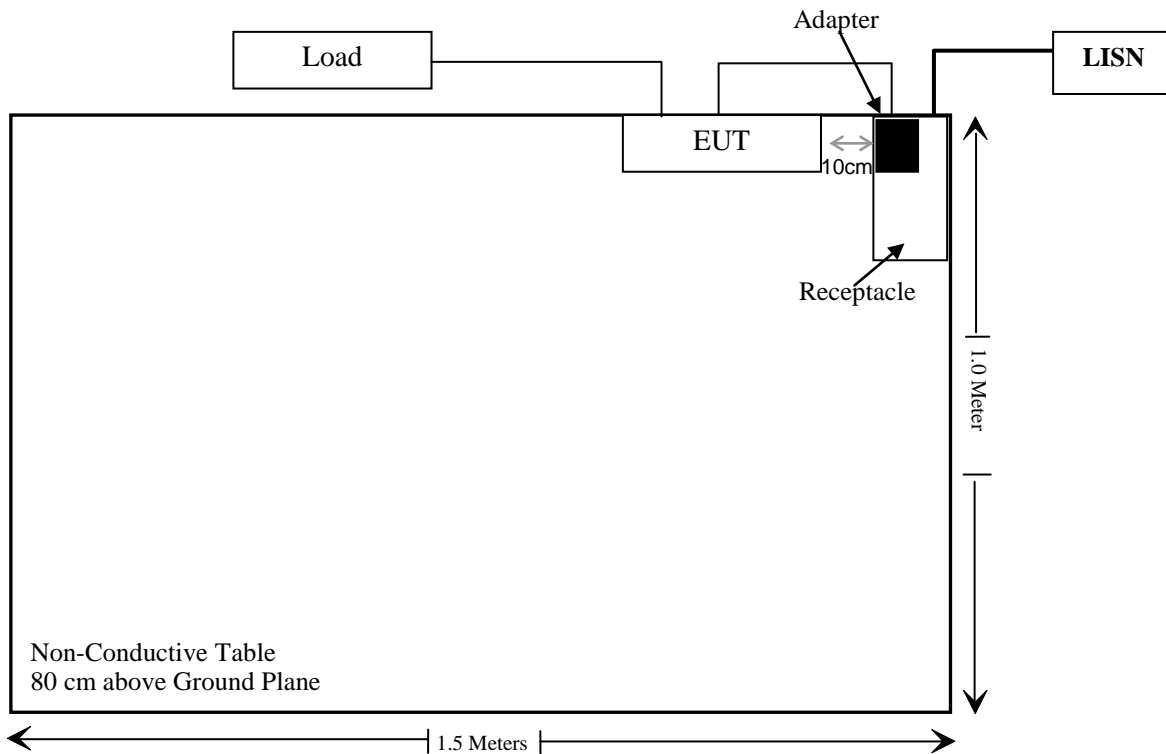 Adapter
Load
LISN
EUT
10cm
Receptacle
1.0 Meter
Non-Conductive Table
80 cm above Ground Plane
1.5 Meters